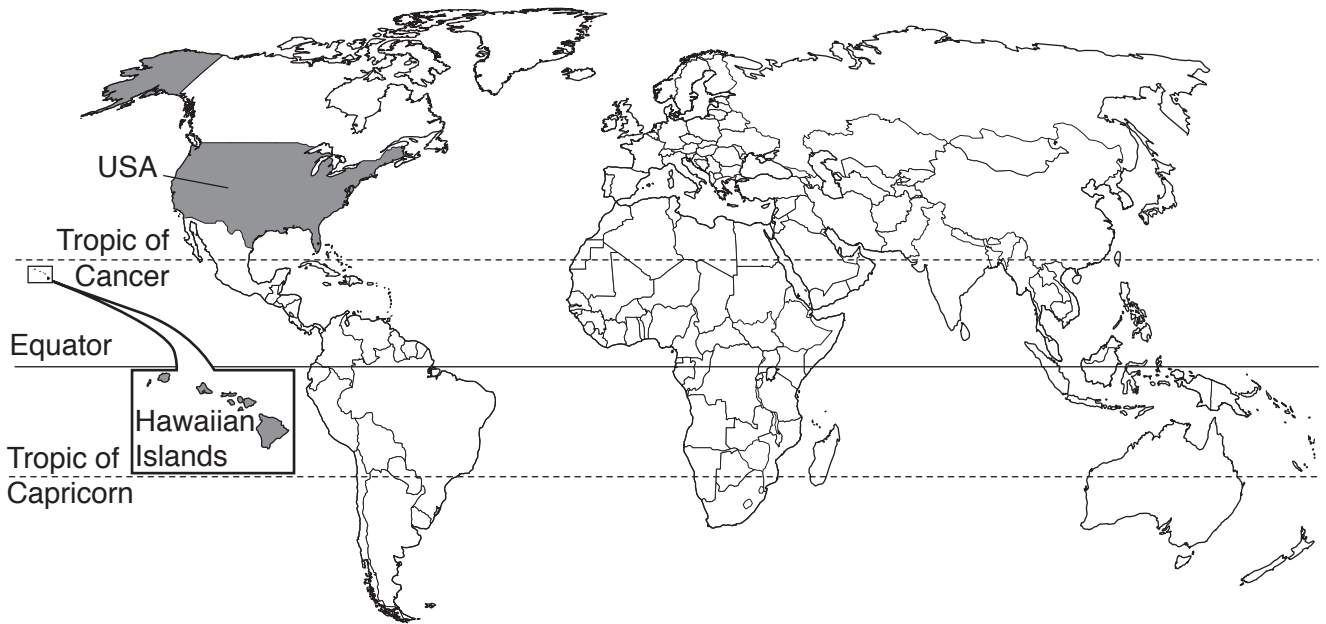 USA
Tropic of
Cancer
Equator
Hawaiian
Islands
Tropic of
Capricorn